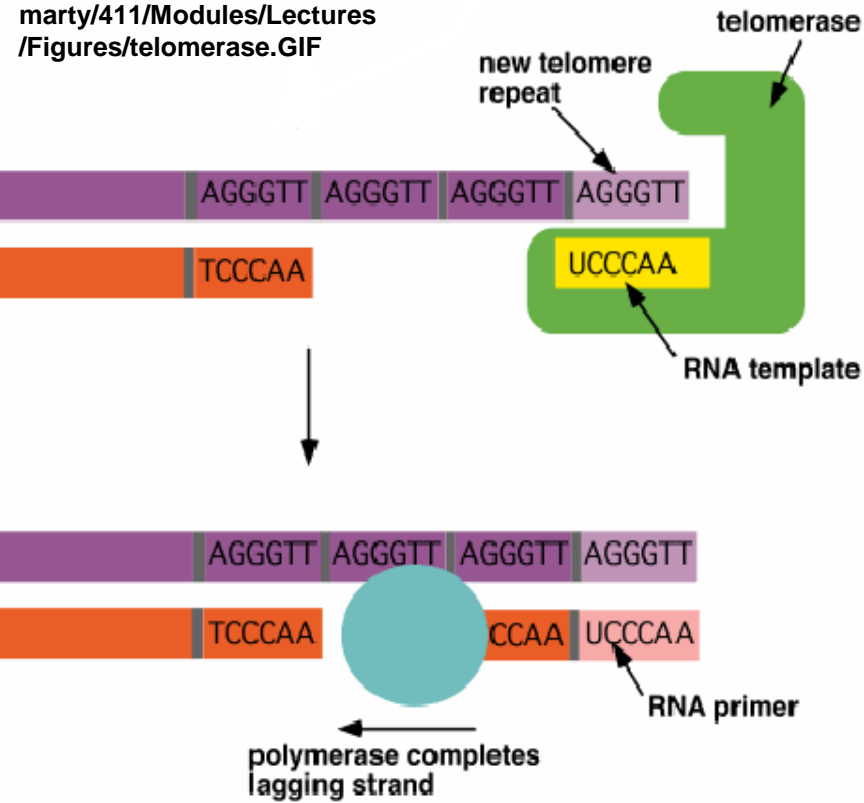 marty/411/Modules/Lectures
/Figures/telomerase.GIF
telomerase
new telomere
repeat
AGGGTT AGGGTT AGGGTT AGGGTT
TCCCAA
UCCCAA
RNA template
AGGGTT AGGGTT AGGGTT AGGGTT
TCCCAA CCAA UCCCAA
RNA primer
polymerase completes
lagging strand